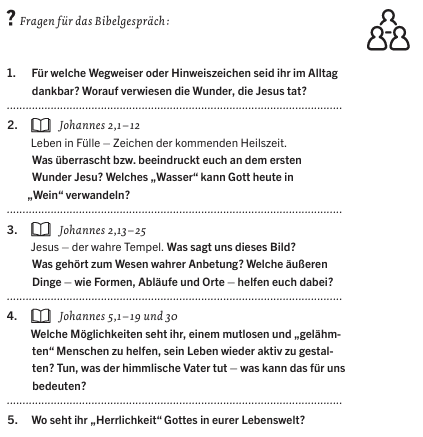 ? Fragen für das Bibelgespräch:
1. Für welche Wegweiser oder Hinweiszeichen seid ihr im Alltag
dankbar? Worauf verwiesen die Wunder, die Jesus tat?
2. Johannes 2,1–12
Leben in Fülle – Zeichen der kommenden Heilszeit.
Was überrascht bzw. beeindruckt euch an dem ersten
Wunder Jesu? Welches „Wasser“ kann Gott heute in
„Wein“ verwandeln?
3. Johannes 2,13–25
Jesus – der wahre Tempel. Was sagt uns dieses Bild?
Was gehört zum Wesen wahrer Anbetung? Welche äußeren
Dinge – wie Formen, Abläufe und Orte – helfen euch dabei?
4. Johannes 5,1–19 und 30
Welche Möglichkeiten seht ihr, einem mutlosen und „gelähm-
ten“ Menschen zu helfen, sein Leben wieder aktiv zu gestal-
ten? Tun, was der himmlische Vater tut – was kann das für uns
bedeuten?
5. Wo seht ihr „Herrlichkeit“ Gottes in eurer Lebenswelt?